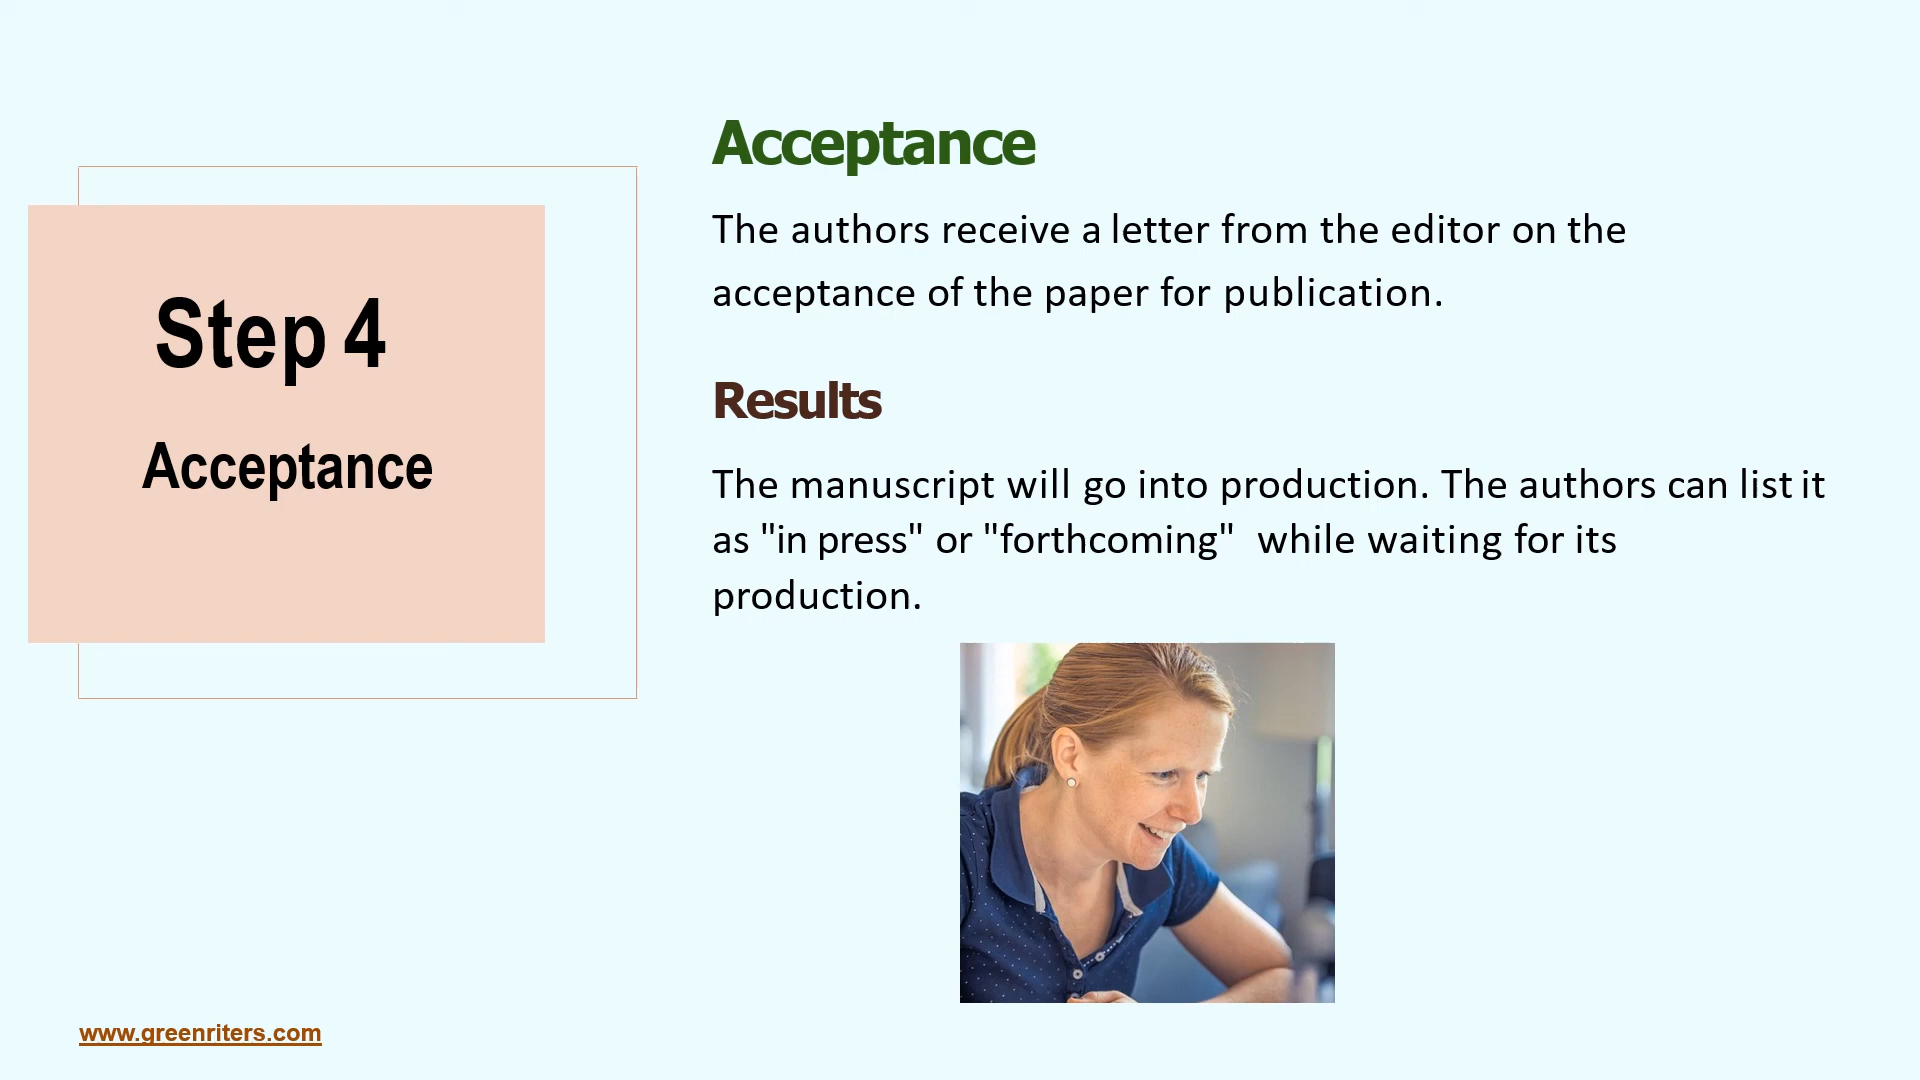 Step 4
Acceptance
Acceptance
The authors receive a letter from the editor on the
acceptance of the paper for publication.
Results
The manuscript will go into production. The authors can list it
as "in press" or "forthcoming"  while waiting for its
production.
www.greenriters.com